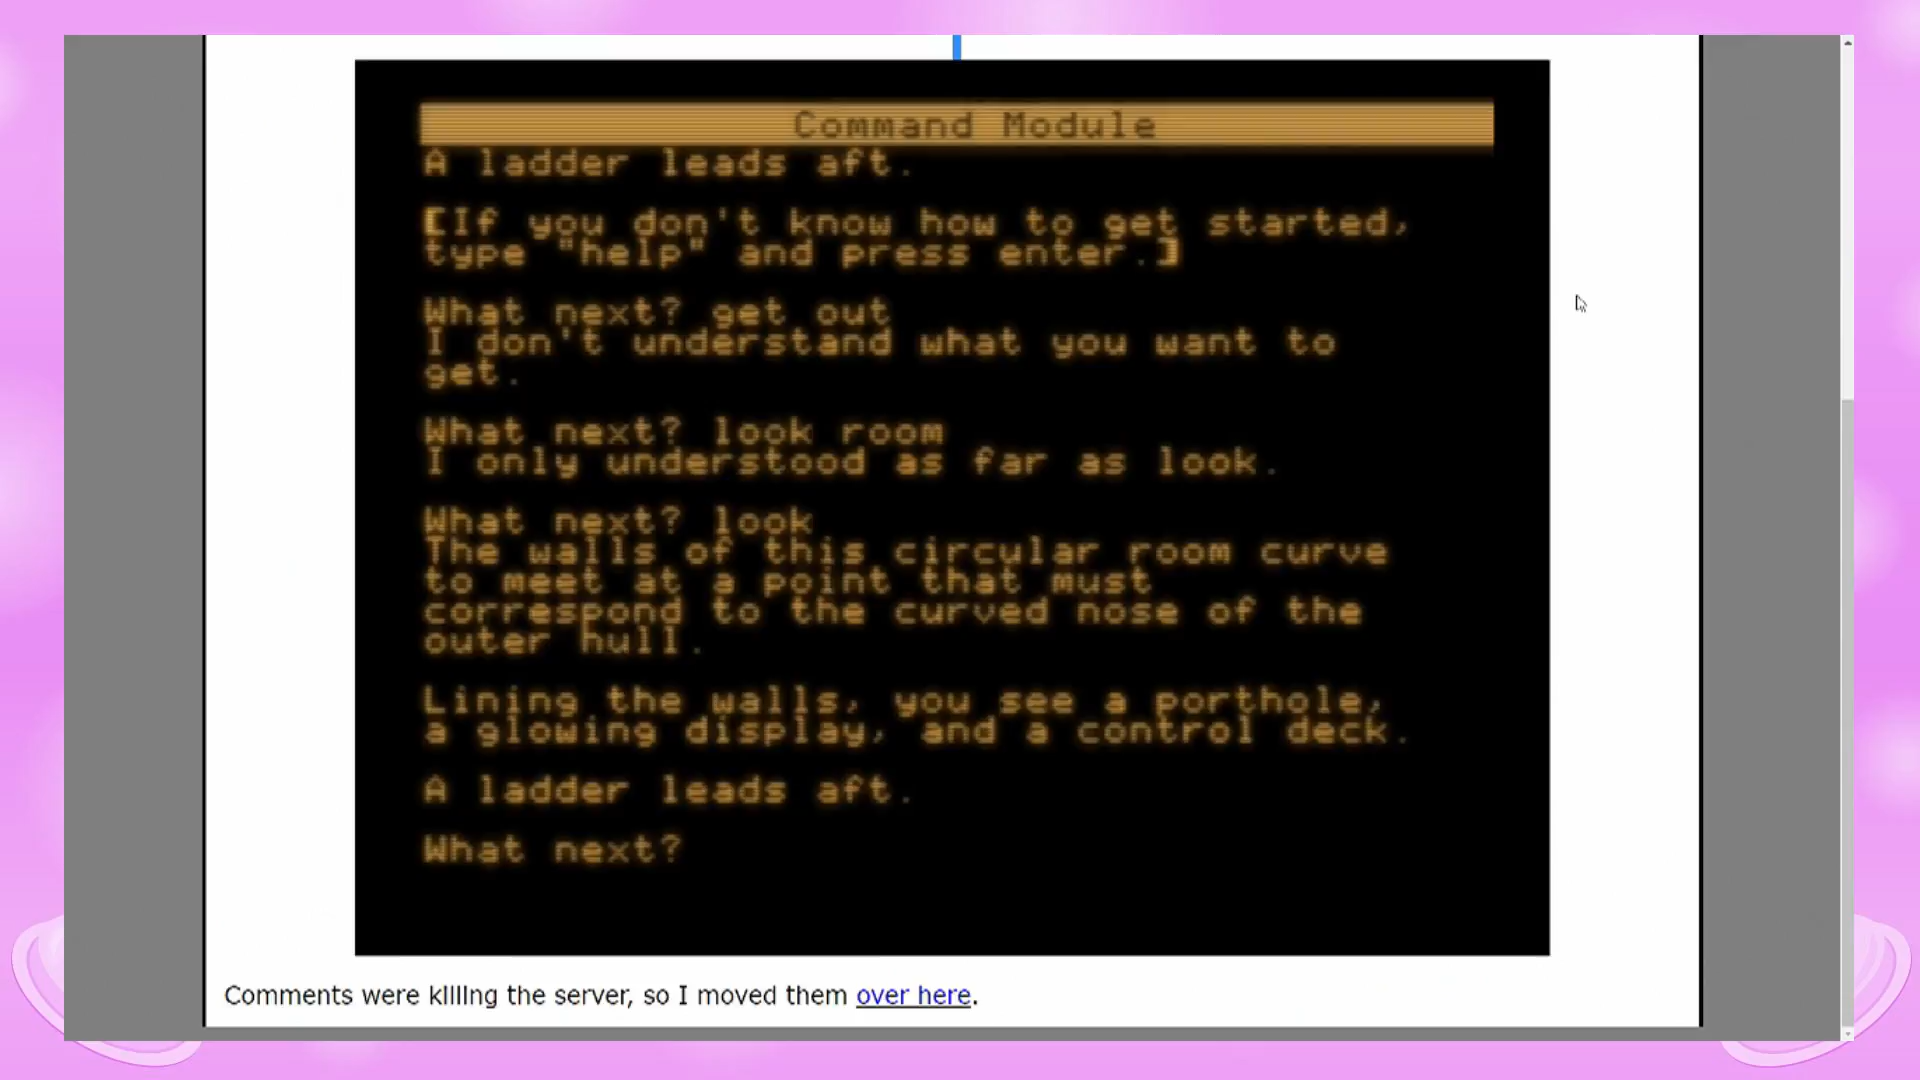 Command Module
A ladder leads aft.
[If you don't know how to get started,
type "help" and press enter.]
What next? get out
I don't understand what you want to
get.
What next? look room
I only understood as far as look.
What next? look
The walls of this circular room curve
to meet at a point that must
correspond to the curved nose of the
outer hull.
Lining the walls, you see a porthole,
a glowing display, and a control deck.
A ladder leads aft.
What next?
Comments were killing the server, so I moved them over here.